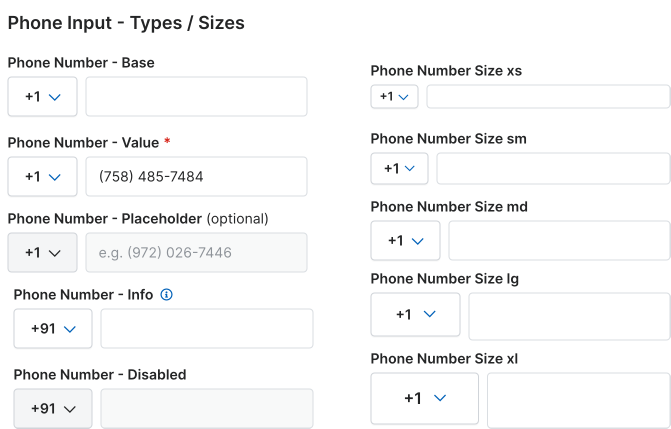 Phone Input - Types / Sizes
Phone Number - Base
+1
Phone Number - Value *
+1
(758) 485-7484
Phone Number - Placeholder (optional)
+1
e.g. (972) 026-7446
Phone Number - Info
+91
Phone Number - Disabled
+91
Phone Number Size xs
+1
Phone Number Size sm
+1
Phone Number Size md
+1
Phone Number Size lg
+1
Phone Number Size xl
+1